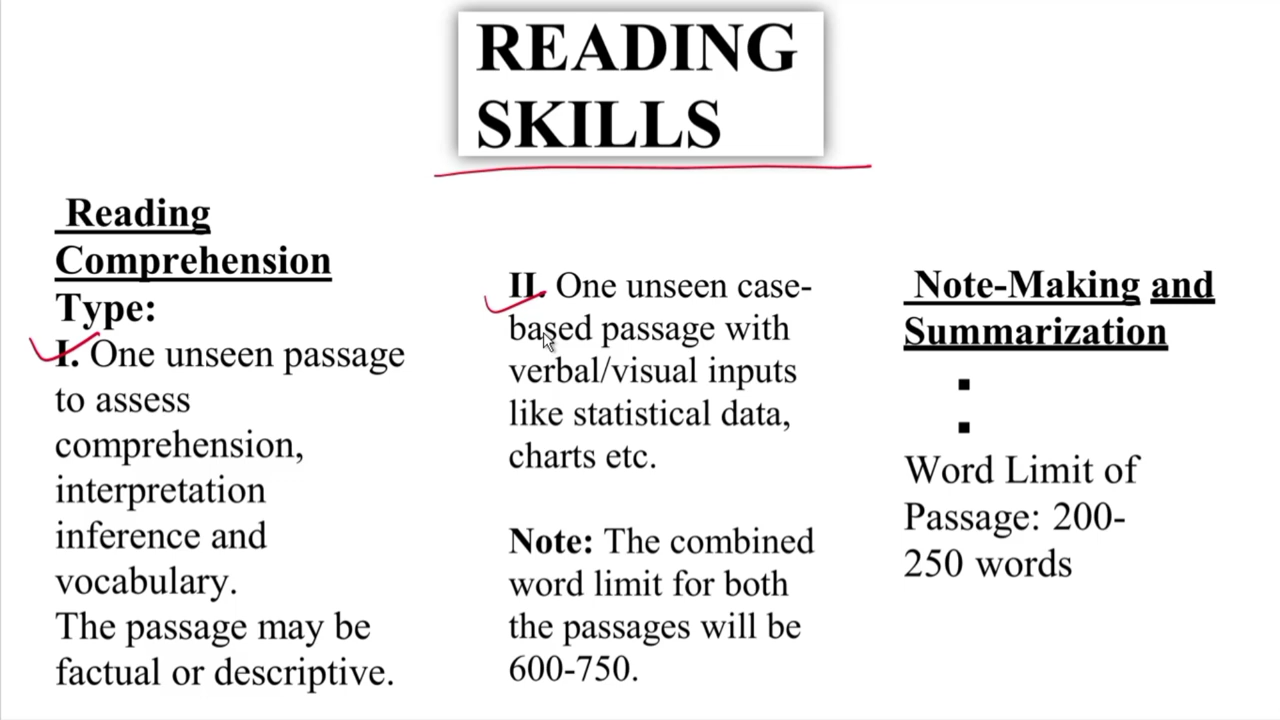 READING
SKILLS
Reading
Comprehension
Type:
I. One unseen passage
to assess
comprehension,
interpretation
inference and
vocabulary.
The passage may be
factual or descriptive.
II. One unseen case-
based passage with
verbal/visual inputs
like statistical data,
charts etc.
Note: The combined
word limit for both
the passages will be
600-750.
Note-Making and
Summarization
Word Limit of
Passage: 200-
250 words